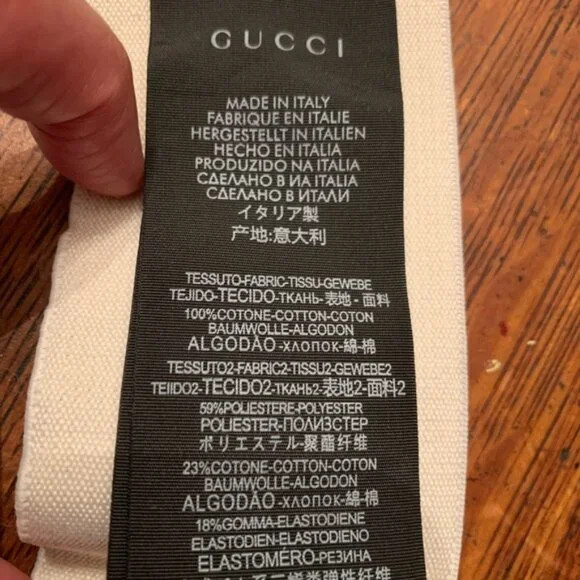 GUCCI
MADE IN ITALY
FABRIQUE EN ITALIE
HERGESTELLT IN ITALIEN
HECHO EN ITALIA
PRODUZIDO NA ITALIA
СДЕЛАНО В ИА ITALIA
СДЕЛАНО В ИТАЛИ
イタリア製
产地:意大利
TESSUTO-FABRIC-TISSU-GEWEBE
TEJIDO-TECIDO-ТКАНЬ-表地-面料
100%COTONE-COTTON-COTON
BAUMWOLLE-ALGODON
ALGODÃO-ХЛОПОК-綿-棉
TESSUTO2-FABRIC2-TISSU2-GEWEBE2
TEIIDO2-TECIDO2-ТКАНЬ2-表地2-面料2
59%POLIESTERE-POLYESTER
POLIESTER-ПОЛИЗСТЕР
ポリエステル-聚酯纤维
23%COTONE-COTTON-COTON
BAUMWOLLE-ALGODON
ALGODÃO-ХЛОПОК-綿-棉
18%GOMMA-ELASTODIENE
ELASTODIEN-ELASTODIENO
ELASTOMÉRO-РЕЗИНА